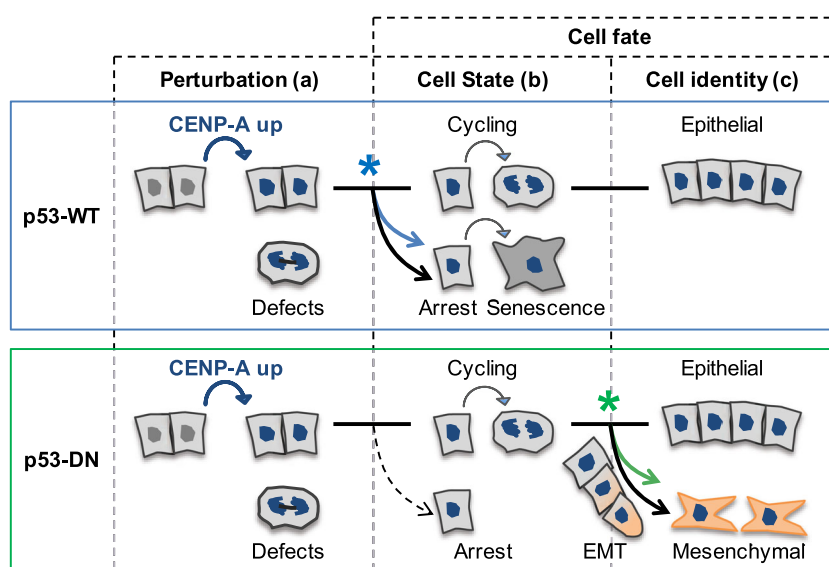 Cell fate
Perturbation (a) Cell State (b) Cell identity (c)
CENP-A up Cycling Epithelial
*
p53-WT
Defects Arrest Senescence
CENP-A up Cycling Epithelial
*
p53-DN
Defects Arrest EMT Mesenchymal